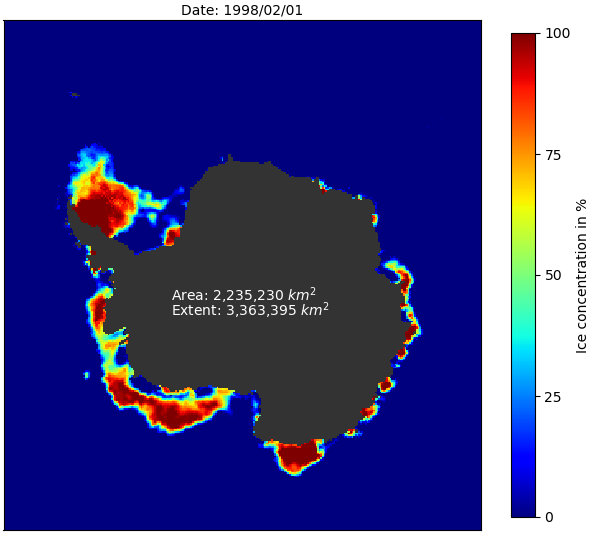 Date: 1998/02/01
Area: 2,235,230 km²
Extent: 3,363,395 km²
100
75
50
25
0
Ice concentration in %